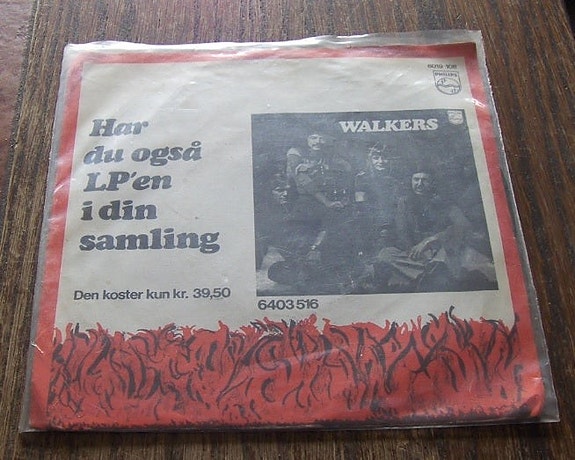 PHILIPS
WALKERS
Har
du også
LP'en
i din
samling
Den koster kun kr. 39,50
6403 516